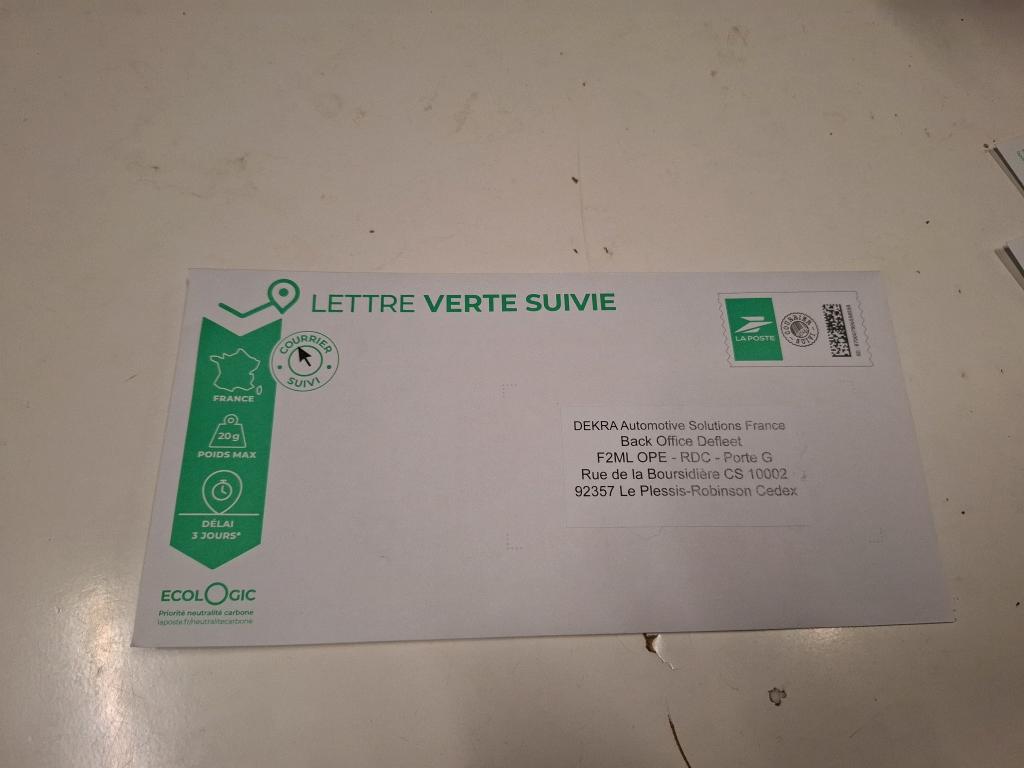 LETTRE VERTE SUIVIE
COURRIER
SUIVI
FRANCE
20g
POIDS MAX
DÉLAI
3 JOURS*
ECOLOGIC
Priorité neutralité carbone
laposte.fr/neutralitecarbone
LA POSTE
DEKRA Automotive Solutions France
Back Office Defleet
F2ML OPE - RDC - Porte G
Rue de la Boursidière CS 10002
92357 Le Plessis-Robinson Cedex